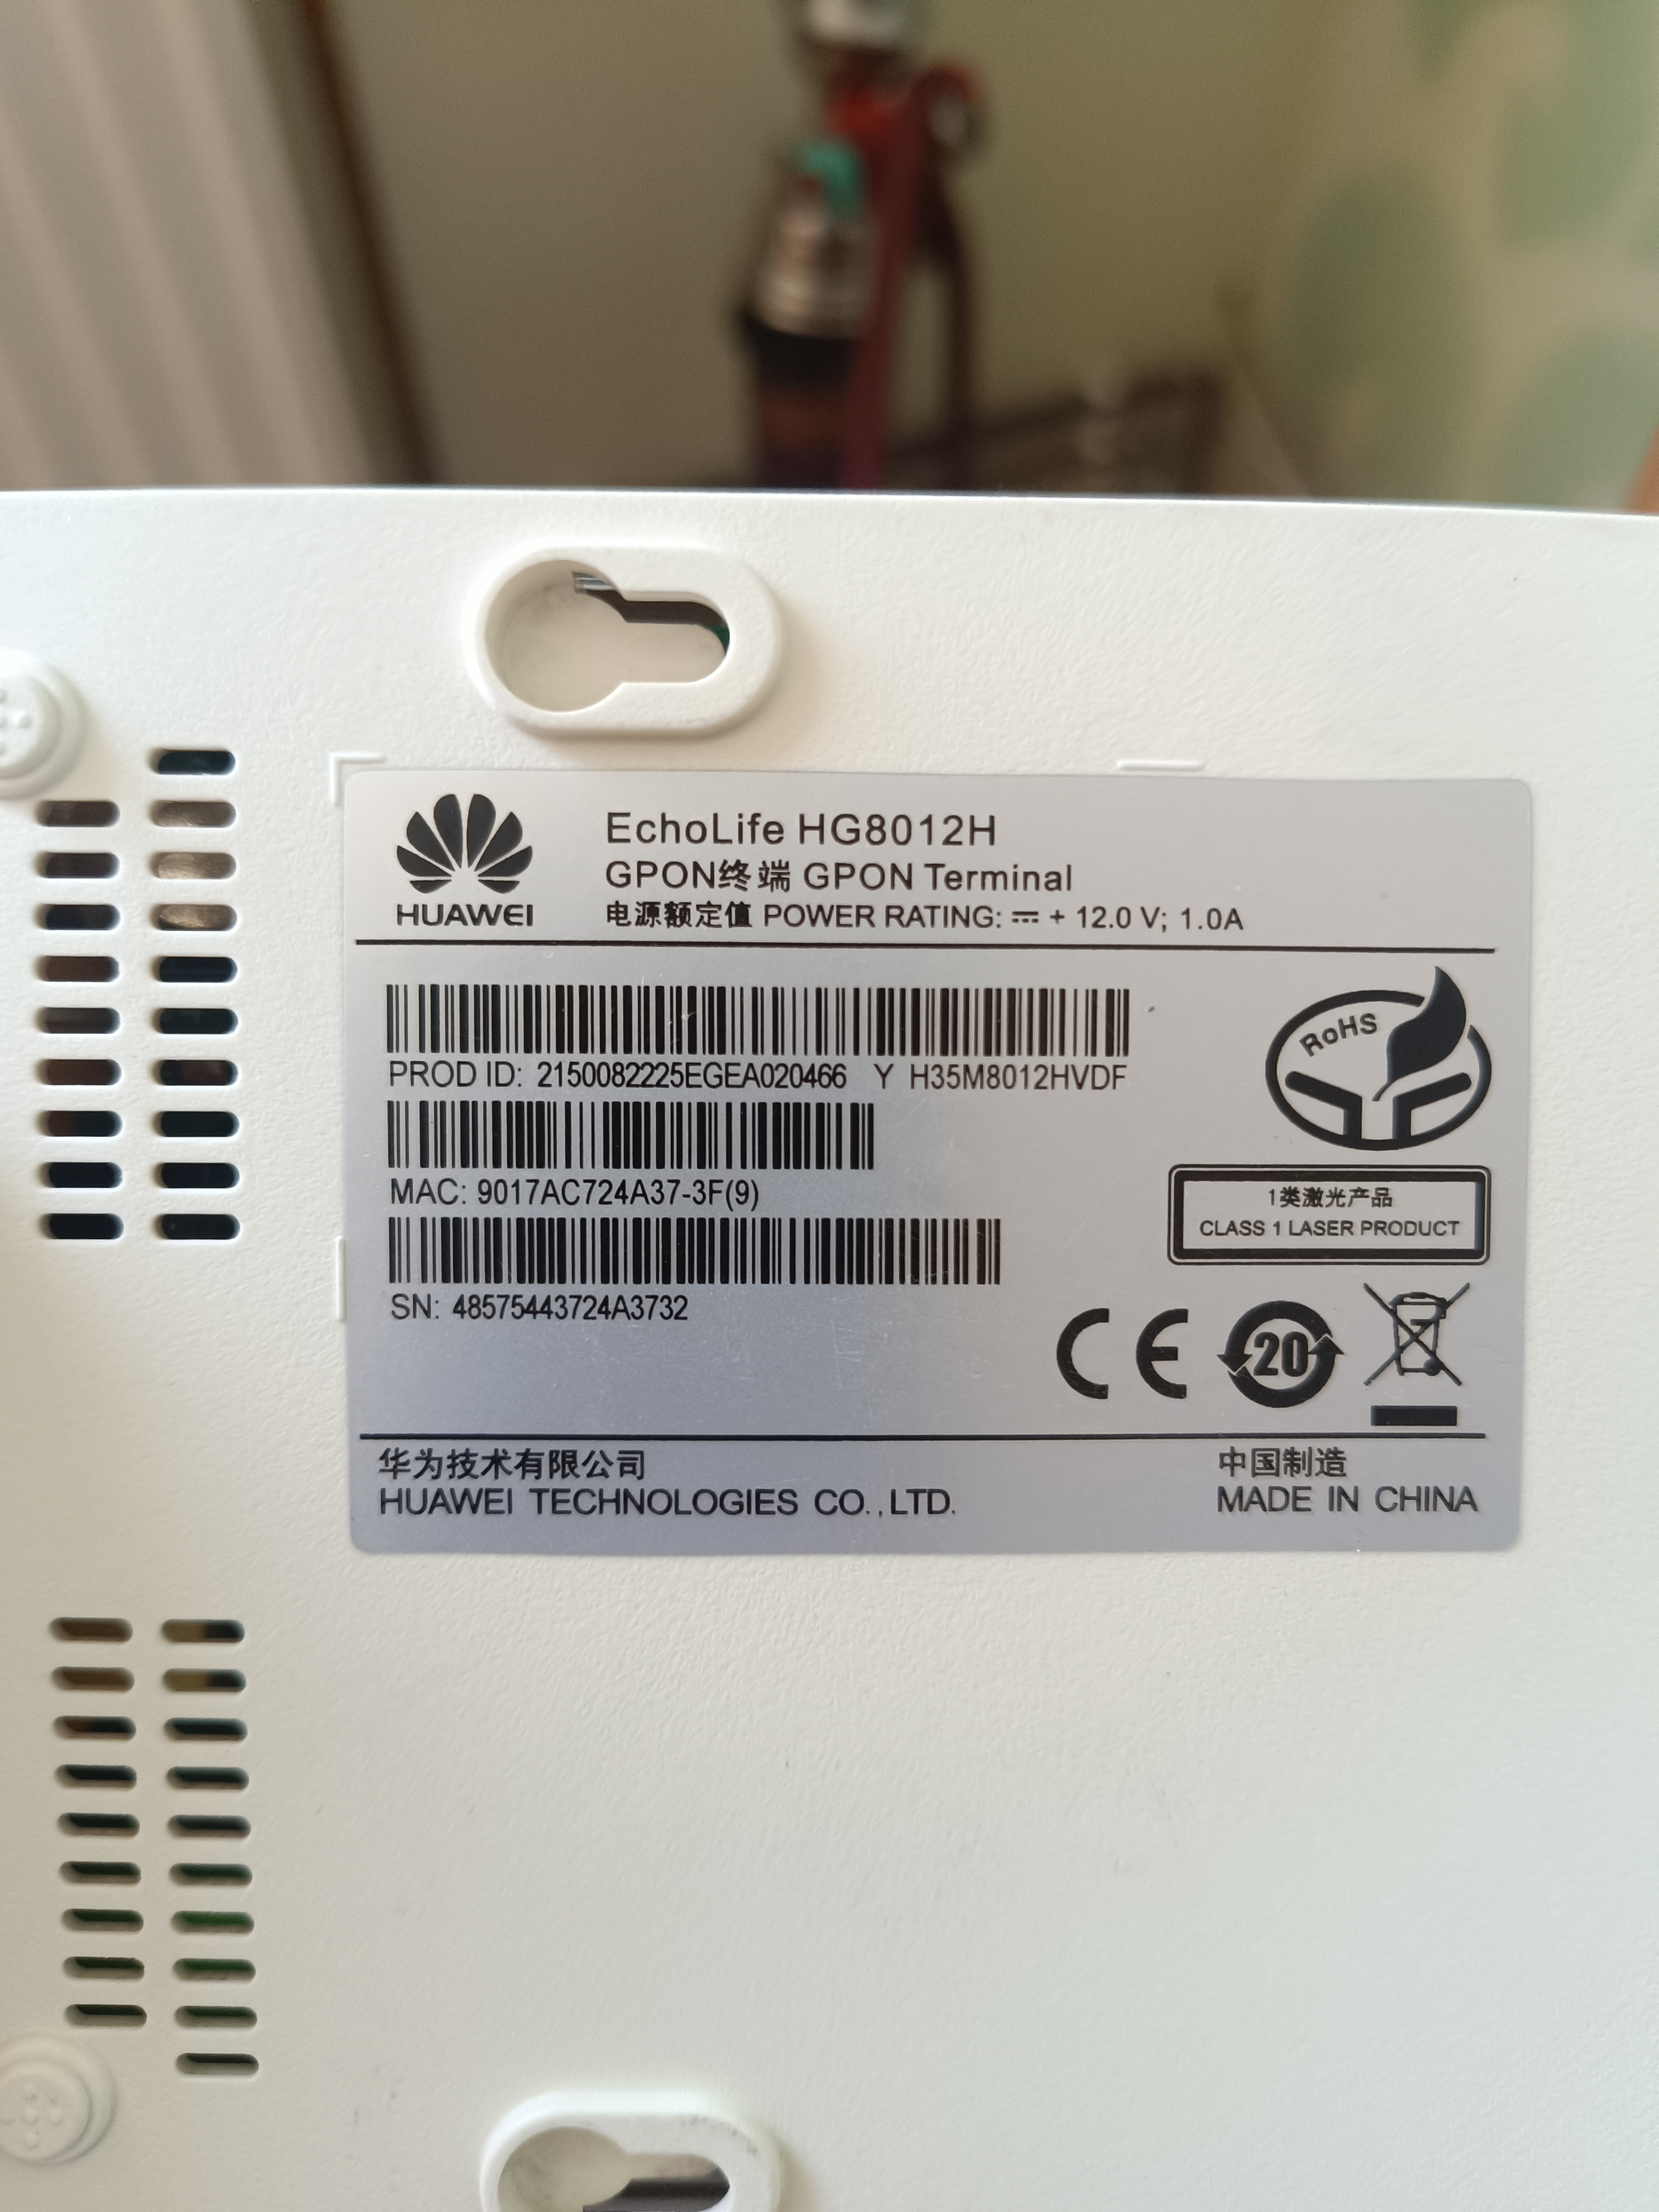 HUAWEI
EchoLife HG8012H
GPON终端 GPON Terminal
电源额定值 POWER RATING: ⎓ + 12.0 V; 1.0A
PROD ID: 2150082225EGEA020466 Y H35M8012HVDF
RoHS
MAC: 9017AC724A37-3F(9)
1类激光产品
CLASS 1 LASER PRODUCT
SN: 48575443724A3732
CE
20
华为技术有限公司
HUAWEI TECHNOLOGIES CO.,LTD.
中国制造
MADE IN CHINA